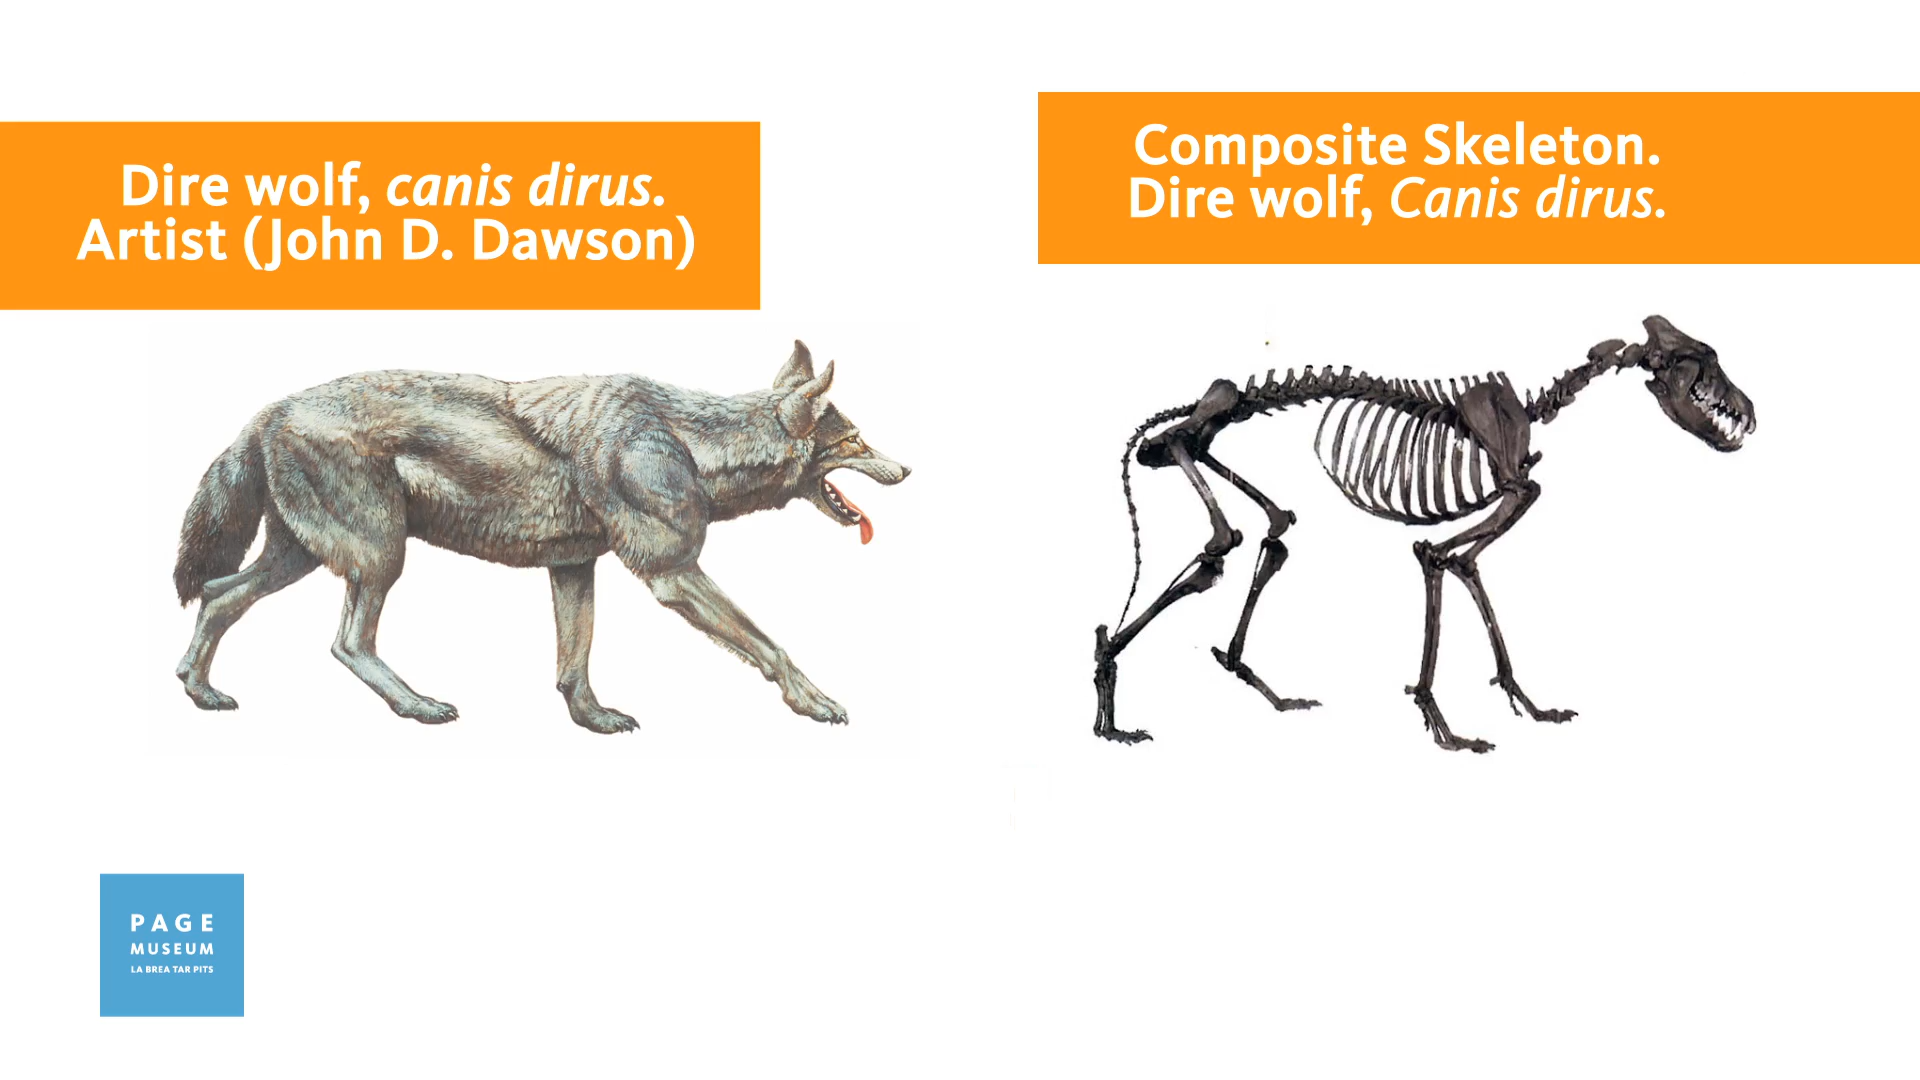 Dire wolf, canis dirus.
Artist (John D. Dawson)
Composite Skeleton.
Dire wolf, Canis dirus.
PAGE
MUSEUM
LA BREA TAR PITS